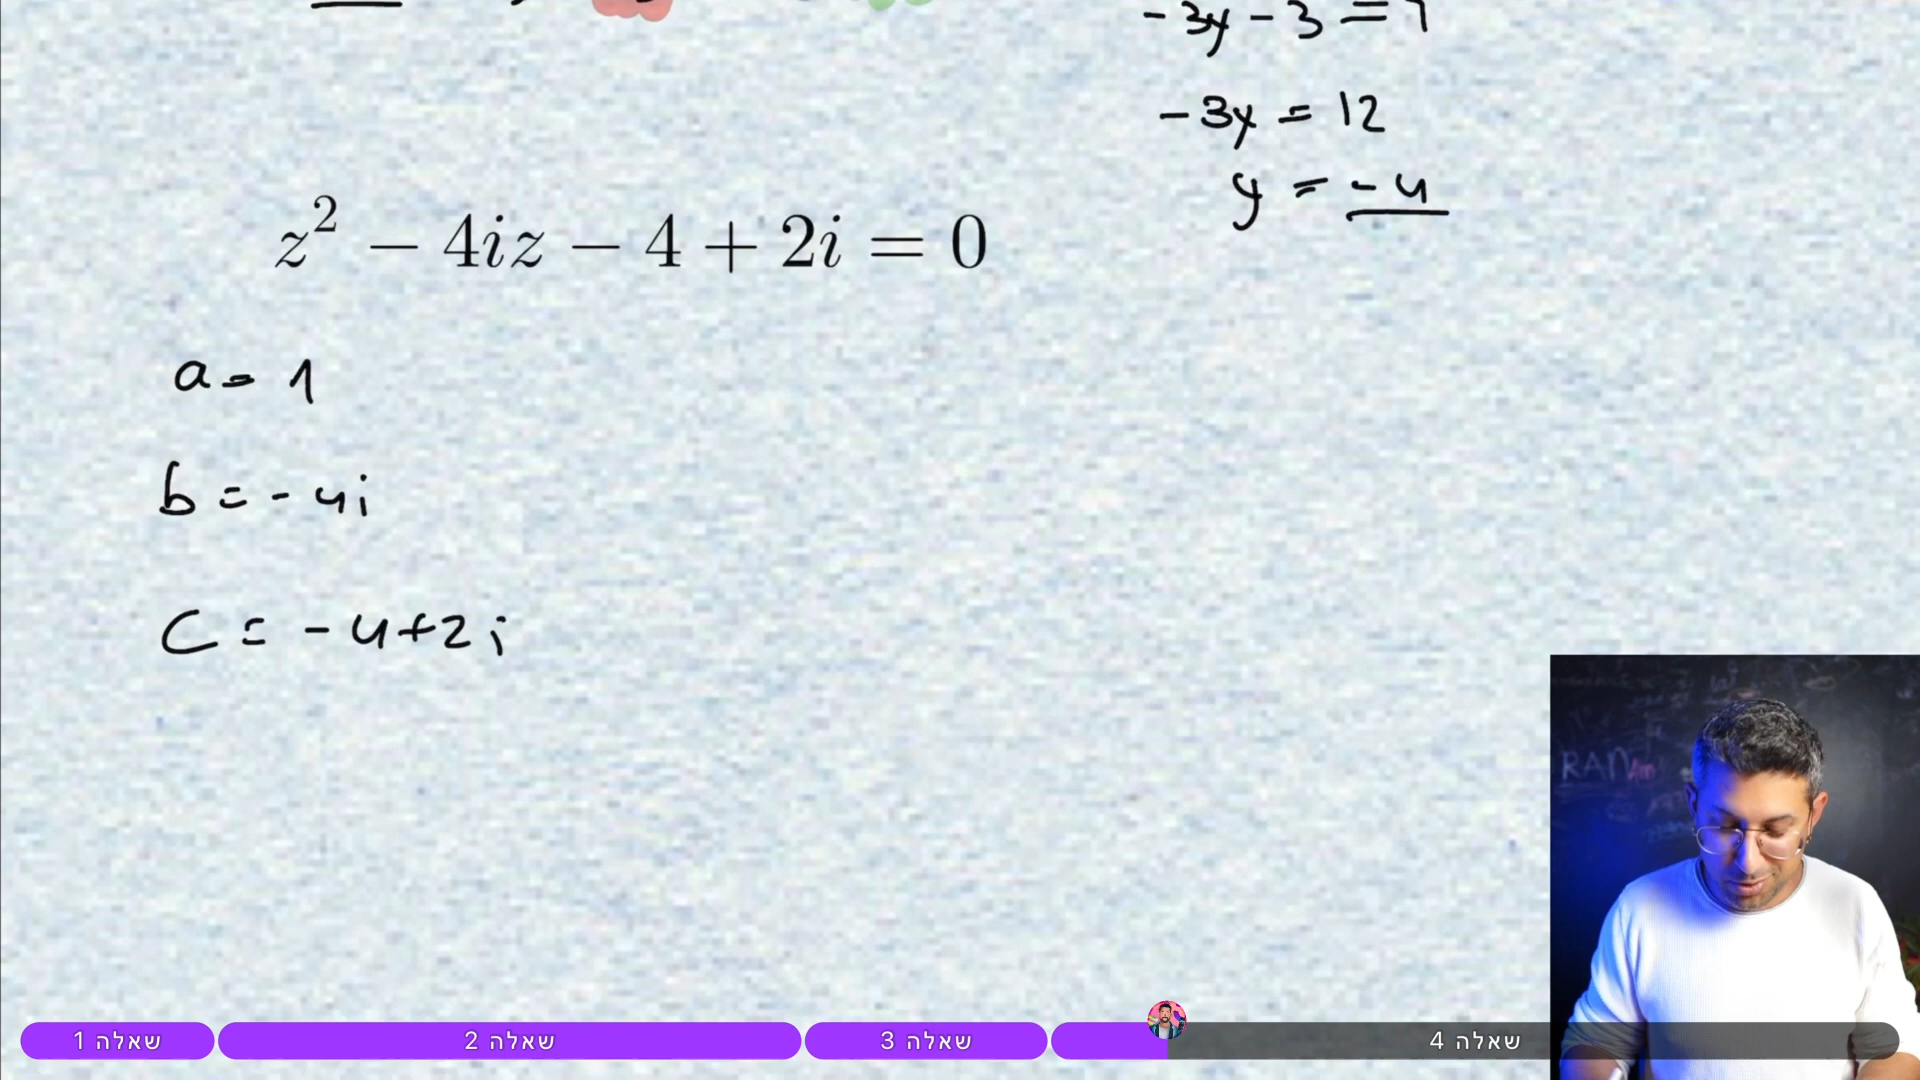 -3y - 3 =
-3y = 12
y = -4
z² − 4iz − 4 + 2i = 0
a = 1
b = -4i
c = -4+2i
RAN
שאלה 1
שאלה 2
שאלה 3
שאלה 4